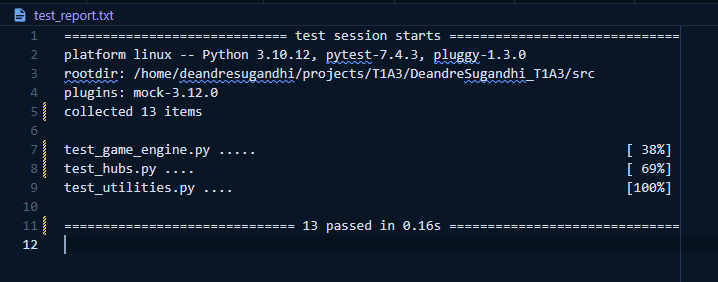 test_report.txt
1 ============================= test session starts ==============================
2 platform linux -- Python 3.10.12, pytest-7.4.3, pluggy-1.3.0
3 rootdir: /home/deandresugandhi/projects/T1A3/DeandreSugandhi_T1A3/src
4 plugins: mock-3.12.0
5 collected 13 items
6
7 test_game_engine.py ..... [ 38%]
8 test_hubs.py .... [ 69%]
9 test_utilities.py .... [100%]
10
11 ============================== 13 passed in 0.16s ==============================
12